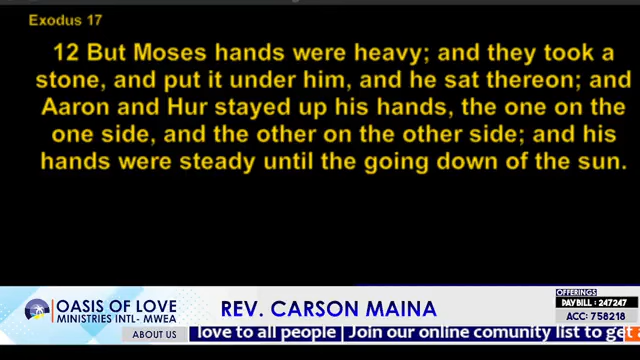 Exodus 17
12 But Moses hands were heavy; and they took a
stone, and put it under him, and he sat thereon; and
Aaron and Hur stayed up his hands, the one on the
one side, and the other on the other side; and his
hands were steady until the going down of the sun.
OASIS OF LOVE
MINISTRIES INTL- MWEA
REV. CARSON MAINA
OFFERINGS
PAYBILL : 247247
ACC: 758218
ABOUT US
love to all people
Join our online comunity list to get a